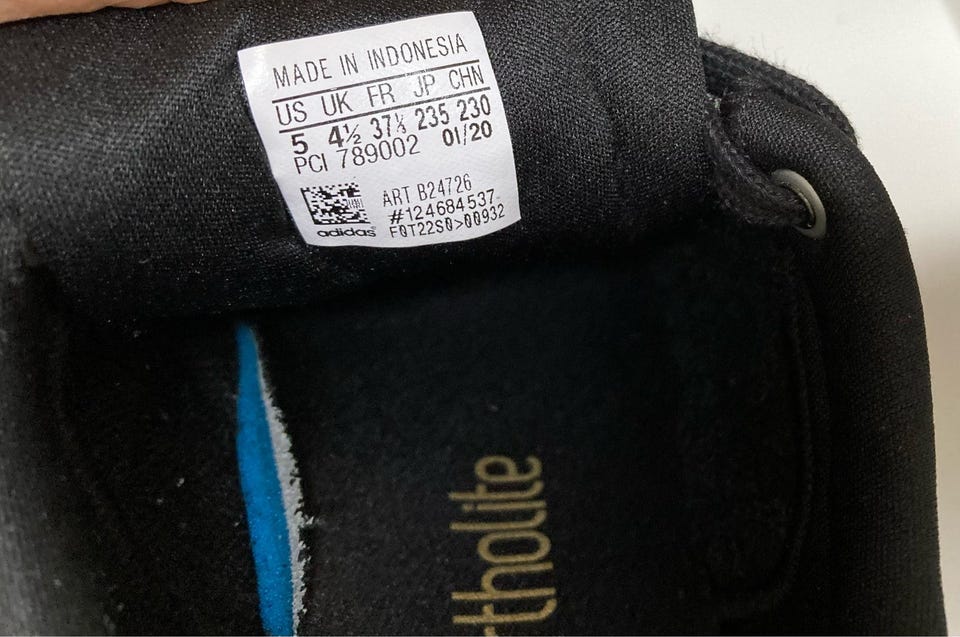 MADE IN INDONESIA
US UK FR JP CHN
5 4½ 37⅓ 235 230
PCI 789002 01/20
ART B24726
#124684537
adidas FQT22S0>00932
rtholite